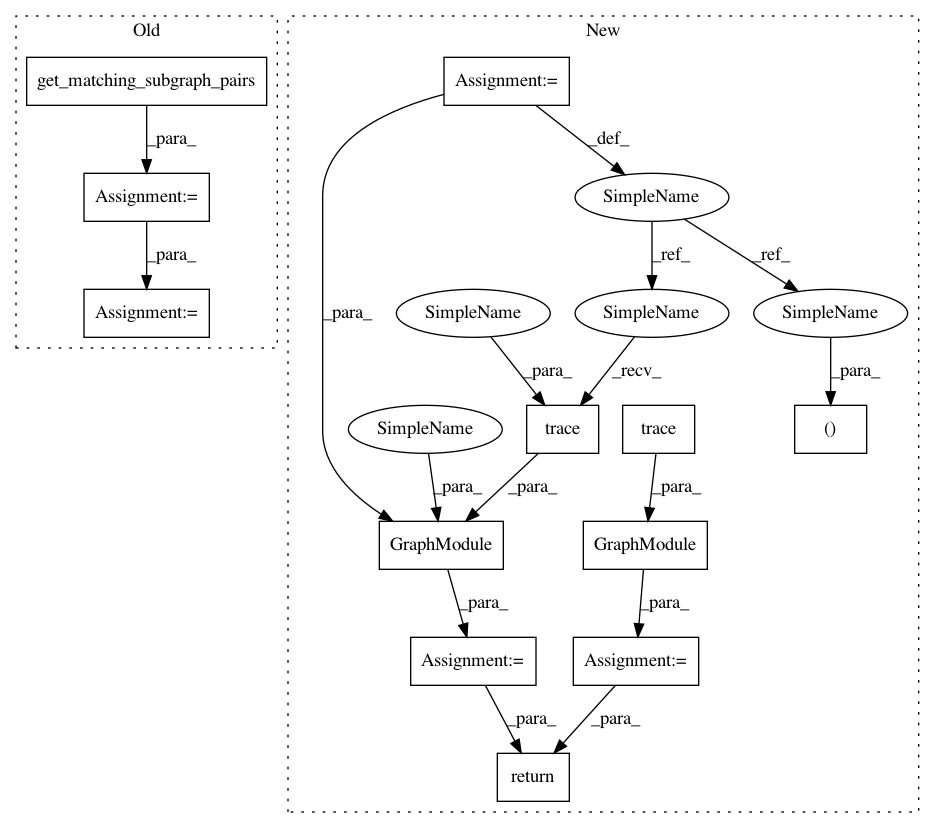 Old
New
get_matching_subgraph_pairs
Assignment:=
_para_
_def_
Assignment:=
SimpleName
_para_
_ref_
_ref_
Assignment:=
_para_
SimpleName
SimpleName
SimpleName
_para_
_recv_
_para_
SimpleName
trace
trace
()
_para_
_para_
_para_
GraphModule
GraphModule
_para_
_para_
Assignment:=
Assignment:=
_para_
_para_
return